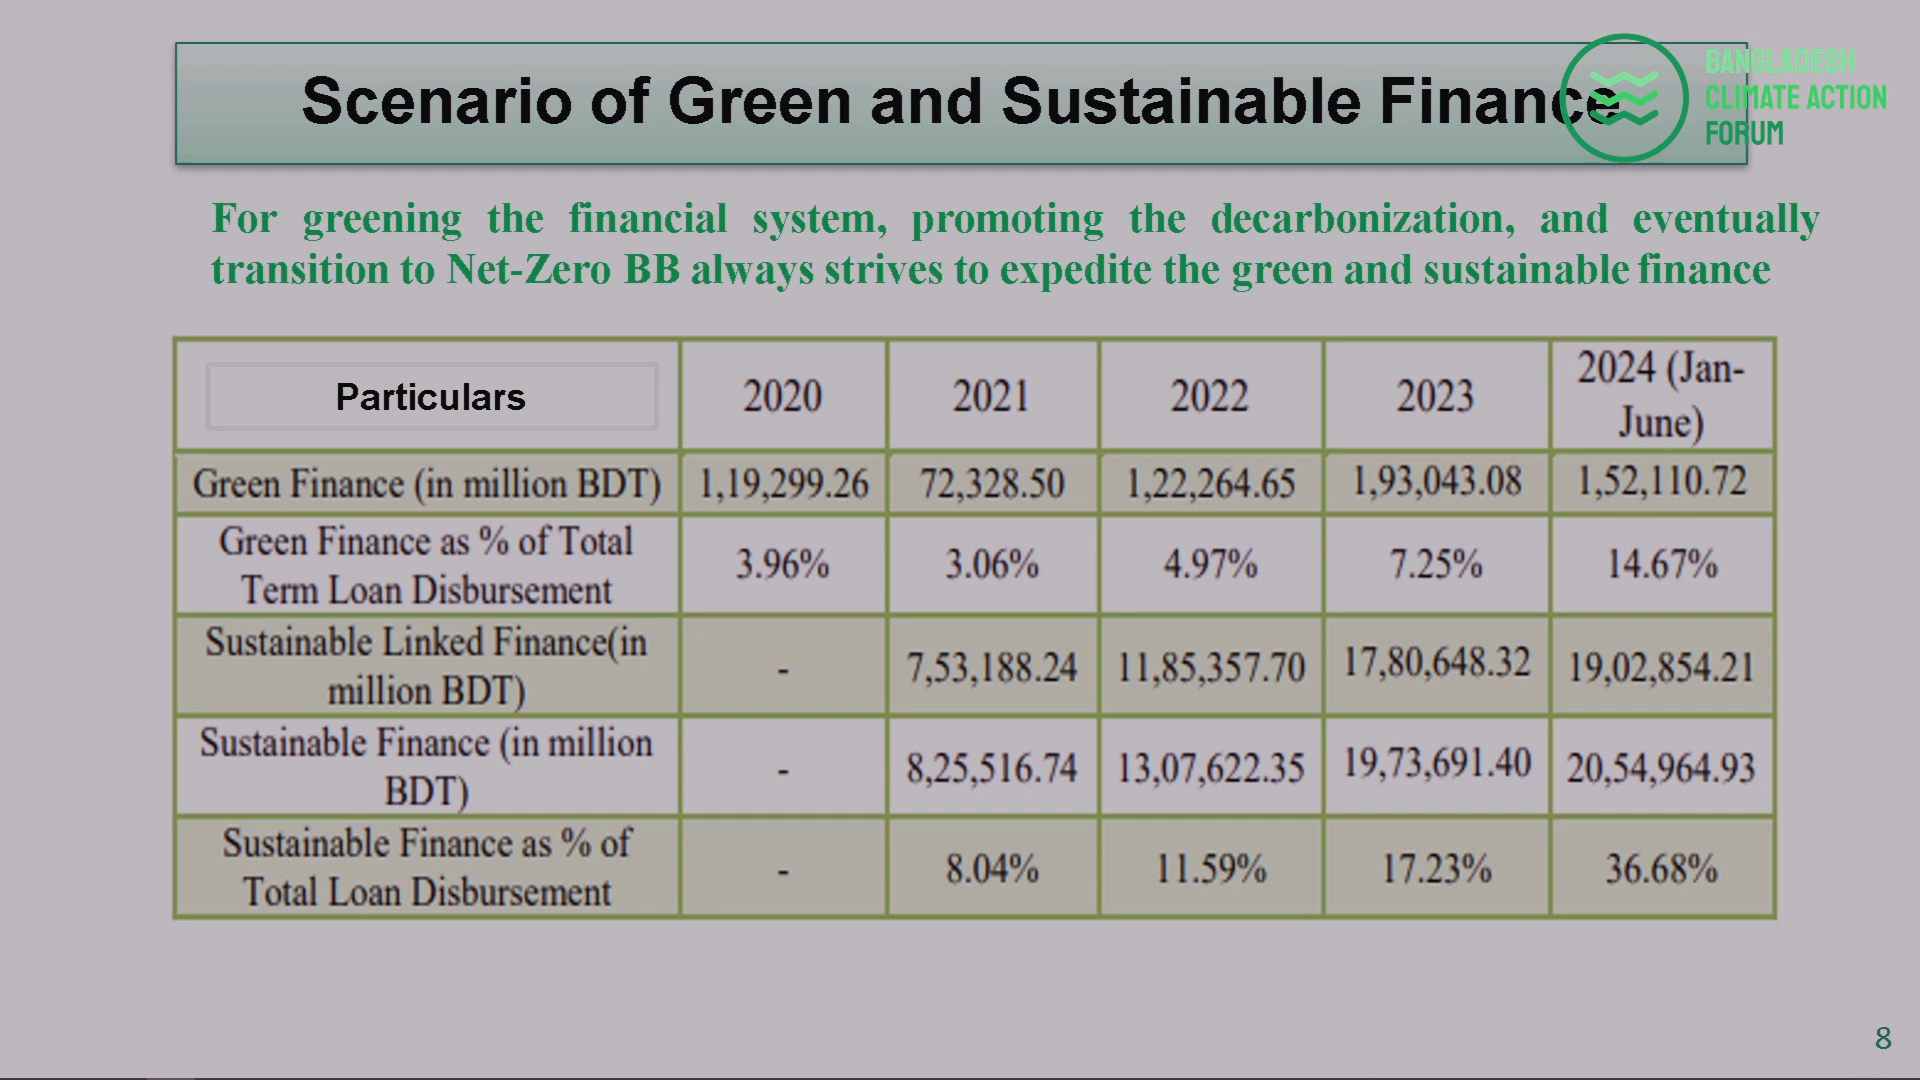 Scenario of Green and Sustainable Finance
BANGLADESH
CLIMATE ACTION
FORUM
For greening the financial system, promoting the decarbonization, and eventually
transition to Net-Zero BB always strives to expedite the green and sustainable finance
Particulars 2020 2021 2022 2023 2024 (Jan-
June)
Green Finance (in million BDT) 1,19,299.26 72,328.50 1,22,264.65 1,93,043.08 1,52,110.72
Green Finance as % of Total
Term Loan Disbursement 3.96% 3.06% 4.97% 7.25% 14.67%
Sustainable Linked Finance(in
million BDT) - 7,53,188.24 11,85,357.70 17,80,648.32 19,02,854.21
Sustainable Finance (in million
BDT) - 8,25,516.74 13,07,622.35 19,73,691.40 20,54,964.93
Sustainable Finance as % of
Total Loan Disbursement - 8.04% 11.59% 17.23% 36.68%
8